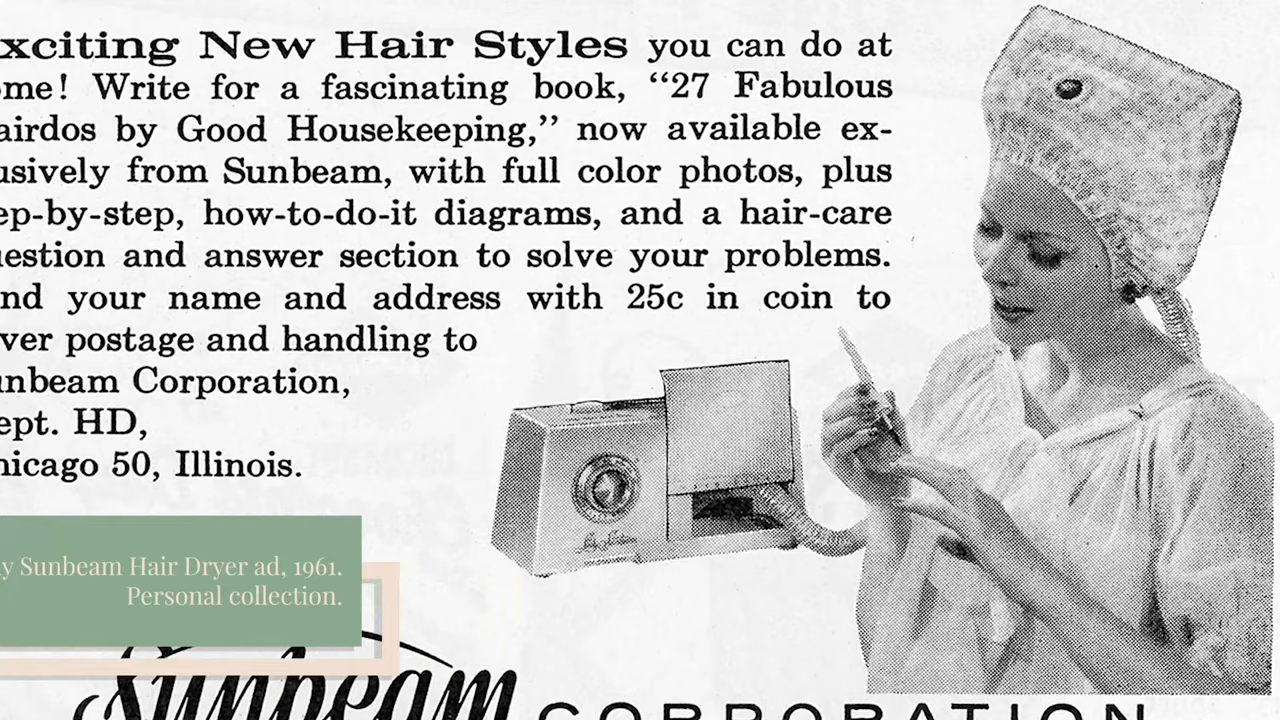 xciting New Hair Styles you can do at
ome! Write for a fascinating book, “27 Fabulous
airdos by Good Housekeeping,” now available ex-
usively from Sunbeam, with full color photos, plus
ep-by-step, how-to-do-it diagrams, and a hair-care
uestion and answer section to solve your problems.
nd your name and address with 25c in coin to
ver postage and handling to
unbeam Corporation,
ept. HD,
hicago 50, Illinois.
y Sunbeam Hair Dryer ad, 1961.
Personal collection.
Sunbeam CORPORATION